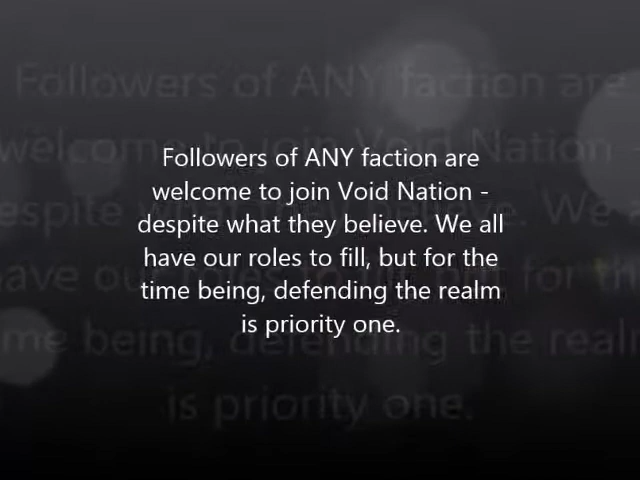 Followers of ANY faction are
welcome to join Void Nation -
despite what they believe. We all
have our roles to fill, but for the
time being, defending the realm
is priority one.